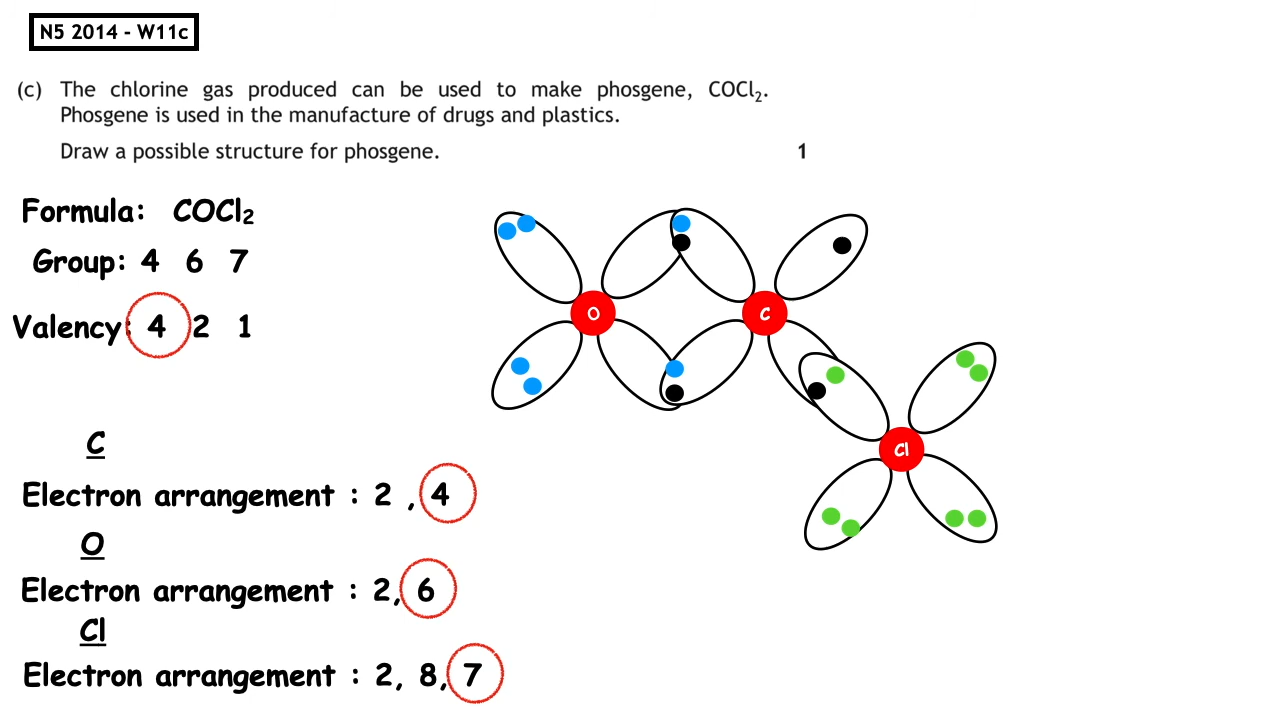 N5 2014 - W11c
(c) The chlorine gas produced can be used to make phosgene, COCl₂.
Phosgene is used in the manufacture of drugs and plastics.
Draw a possible structure for phosgene. 1
Formula: COCl₂
Group: 4 6 7
Valency: 4 2 1
C
Electron arrangement : 2 , 4
O
Electron arrangement : 2, 6
Cl
Electron arrangement : 2, 8, 7
O
C
Cl